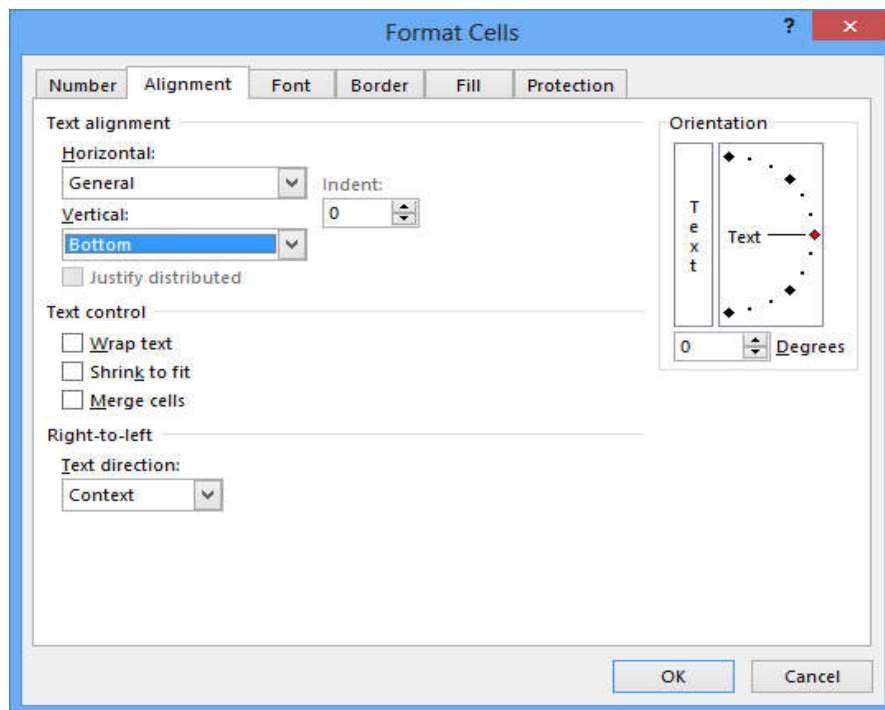 Format Cells
?
Number Alignment Font Border Fill Protection
Text alignment
Horizontal:
General
Indent:
0
Vertical:
Bottom
Justify distributed
Text control
Wrap text
Shrink to fit
Merge cells
Right-to-left
Text direction:
Context
Orientation
Text
Text
0 Degrees
OK Cancel